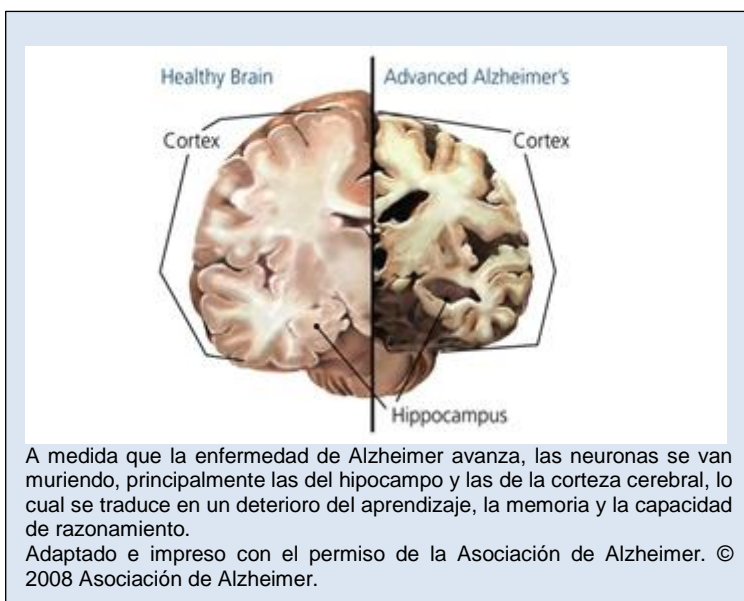 Healthy Brain
Advanced Alzheimer's
Cortex
Cortex
Hippocampus
A medida que la enfermedad de Alzheimer avanza, las neuronas se van
muriendo, principalmente las del hipocampo y las de la corteza cerebral, lo
cual se traduce en un deterioro del aprendizaje, la memoria y la capacidad
de razonamiento.
Adaptado e impreso con el permiso de la Asociación de Alzheimer. ©
2008 Asociación de Alzheimer.